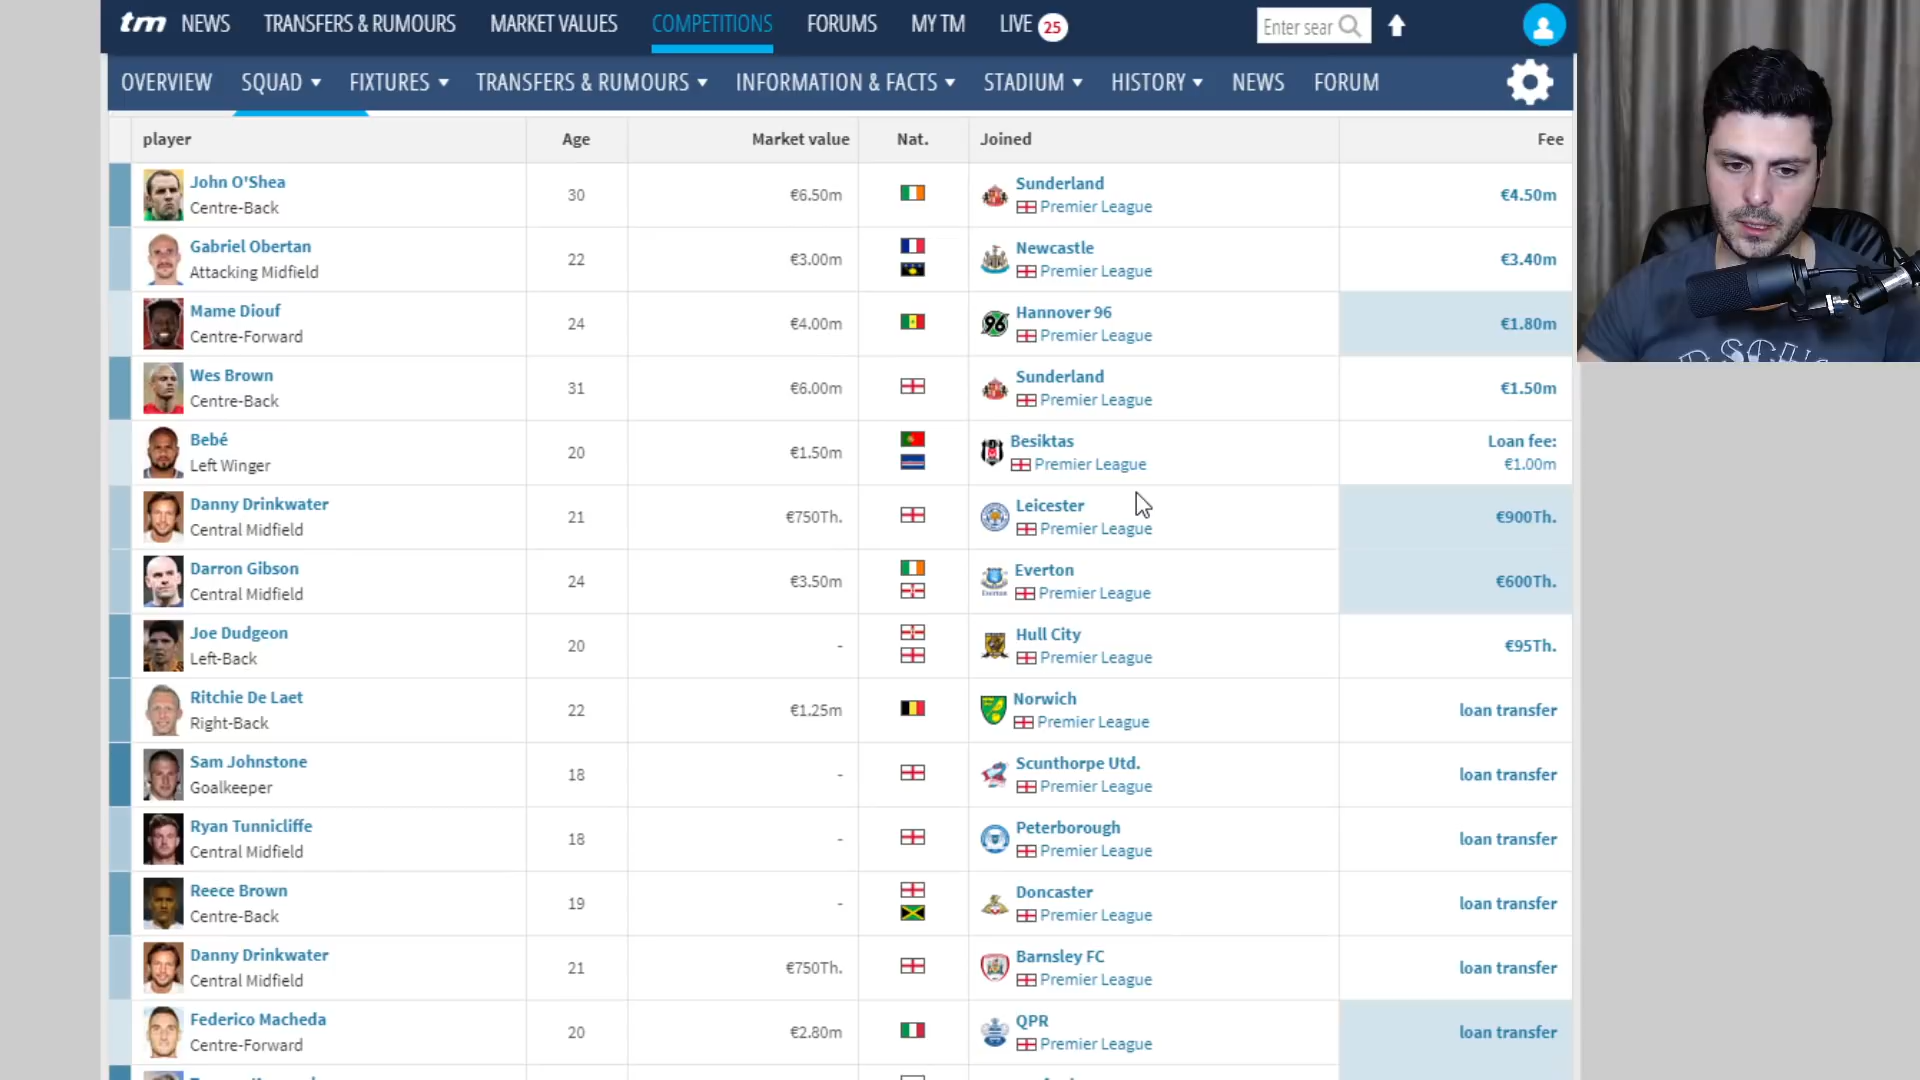 tm NEWS TRANSFERS & RUMOURS MARKET VALUES COMPETITIONS FORUMS MY TM LIVE 25 Enter sear
OVERVIEW SQUAD FIXTURES TRANSFERS & RUMOURS INFORMATION & FACTS STADIUM HISTORY NEWS FORUM
player Age Market value Nat. Joined Fee
John O'Shea
Centre-Back
30 €6.50m
Sunderland
Premier League
€4.50m
Gabriel Obertan
Attacking Midfield
22 €3.00m
Newcastle
Premier League
€3.40m
Mame Diouf
Centre-Forward
24 €4.00m
96
Hannover 96
Premier League
€1.80m
Wes Brown
Centre-Back
31 €6.00m
Sunderland
Premier League
€1.50m
Bebé
Left Winger
20 €1.50m
Besiktas
Premier League
Loan fee:
€1.00m
Danny Drinkwater
Central Midfield
21 €750Th.
Leicester
Premier League
€900Th.
Darron Gibson
Central Midfield
24 €3.50m
Everton
Everton
Premier League
€600Th.
Joe Dudgeon
Left-Back
20 -
Hull City
Premier League
€95Th.
Ritchie De Laet
Right-Back
22 €1.25m
Norwich
Premier League
loan transfer
Sam Johnstone
Goalkeeper
18 -
Scunthorpe Utd.
Premier League
loan transfer
Ryan Tunnicliffe
Central Midfield
18 -
Peterborough
Premier League
loan transfer
Reece Brown
Centre-Back
19 -
Doncaster
Premier League
loan transfer
Danny Drinkwater
Central Midfield
21 €750Th.
Barnsley FC
Premier League
loan transfer
Federico Macheda
Centre-Forward
20 €2.80m
QPR
Premier League
loan transfer